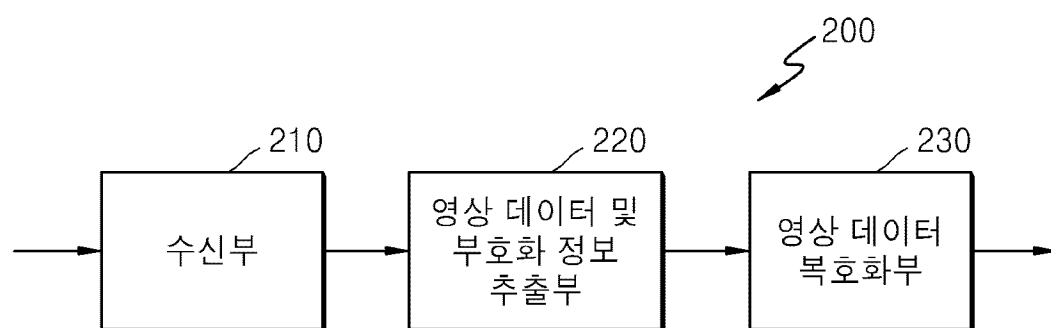 200
210
220
230
수신부
영상 데이터 및
부호화 정보
추출부
영상 데이터
복호화부